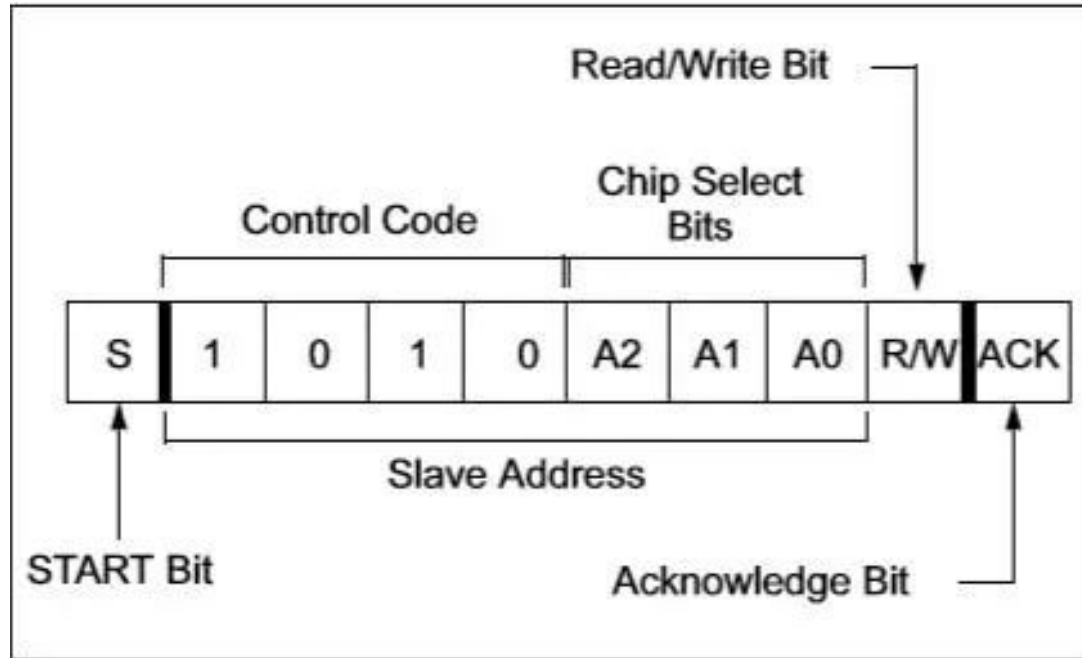 Read/Write Bit
Chip Select
Bits
Control Code
S 1 0 1 0 A2 A1 A0 R/W ACK
Slave Address
START Bit
Acknowledge Bit